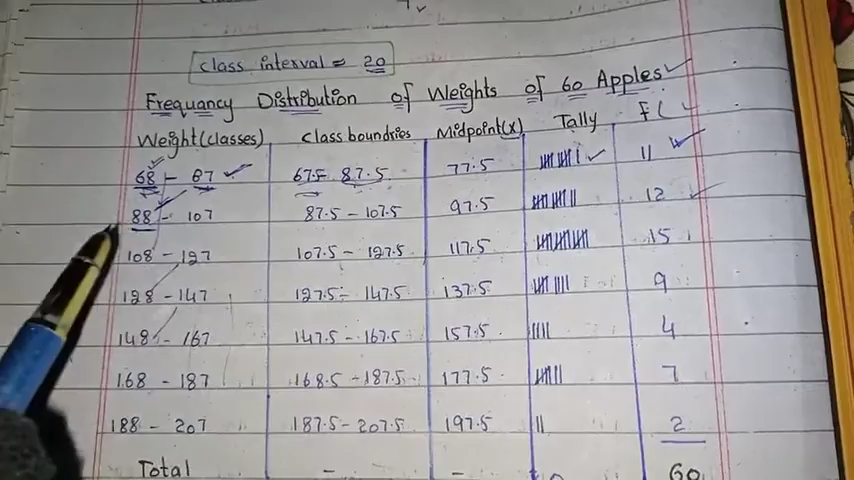 class interval = 20
Frequancy Distribution of Weights of 60 Apples
Weight(classes) class boundries Midpoint(x) Tally F(
68 - 87 67.5 - 87.5 77.5 11
88 - 107 87.5 - 107.5 97.5 12
108 - 127 107.5 - 127.5 117.5 15
128 - 147 127.5 - 147.5 137.5 9
148 - 167 147.5 - 167.5 157.5 4
168 - 187 168.5 - 187.5 177.5 7
188 - 207 187.5 - 207.5 197.5 2
Total - - 60